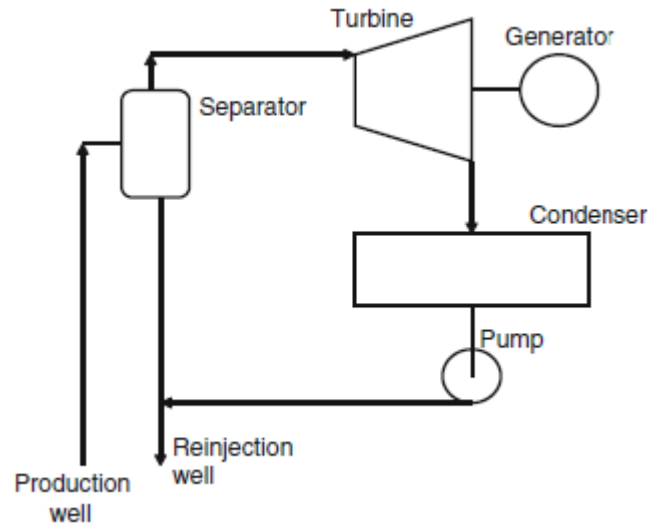 Turbine
Generator
Separator
Condenser
Pump
Reinjection
well
Production
well